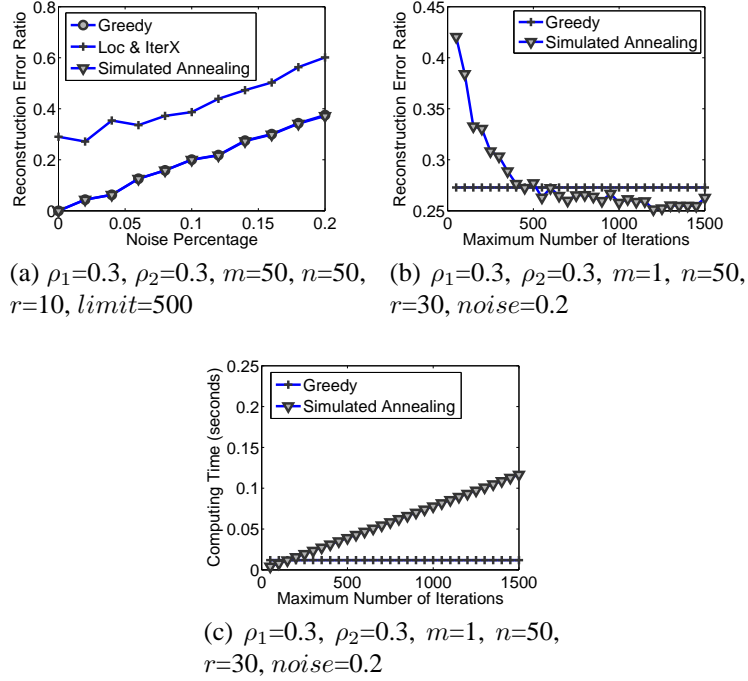 Reconstruction Error Ratio
1
0.8
0.6
0.4
0.2
0
Greedy
Loc & IterX
Simulated Annealing
0 0.05 0.1 0.15 0.2
Noise Percentage
(a) ρ1=0.3, ρ2=0.3, m=50, n=50,
r=10, limit=500
Reconstruction Error Ratio
0.45
0.4
0.35
0.3
0.25
Greedy
Simulated Annealing
0 500 1000 1500
Maximum Number of Iterations
(b) ρ1=0.3, ρ2=0.3, m=1, n=50,
r=30, noise=0.2
Computing Time (seconds)
0.25
0.2
0.15
0.1
0.05
0
Greedy
Simulated Annealing
0 500 1000 1500
Maximum Number of Iterations
(c) ρ1=0.3, ρ2=0.3, m=1, n=50,
r=30, noise=0.2